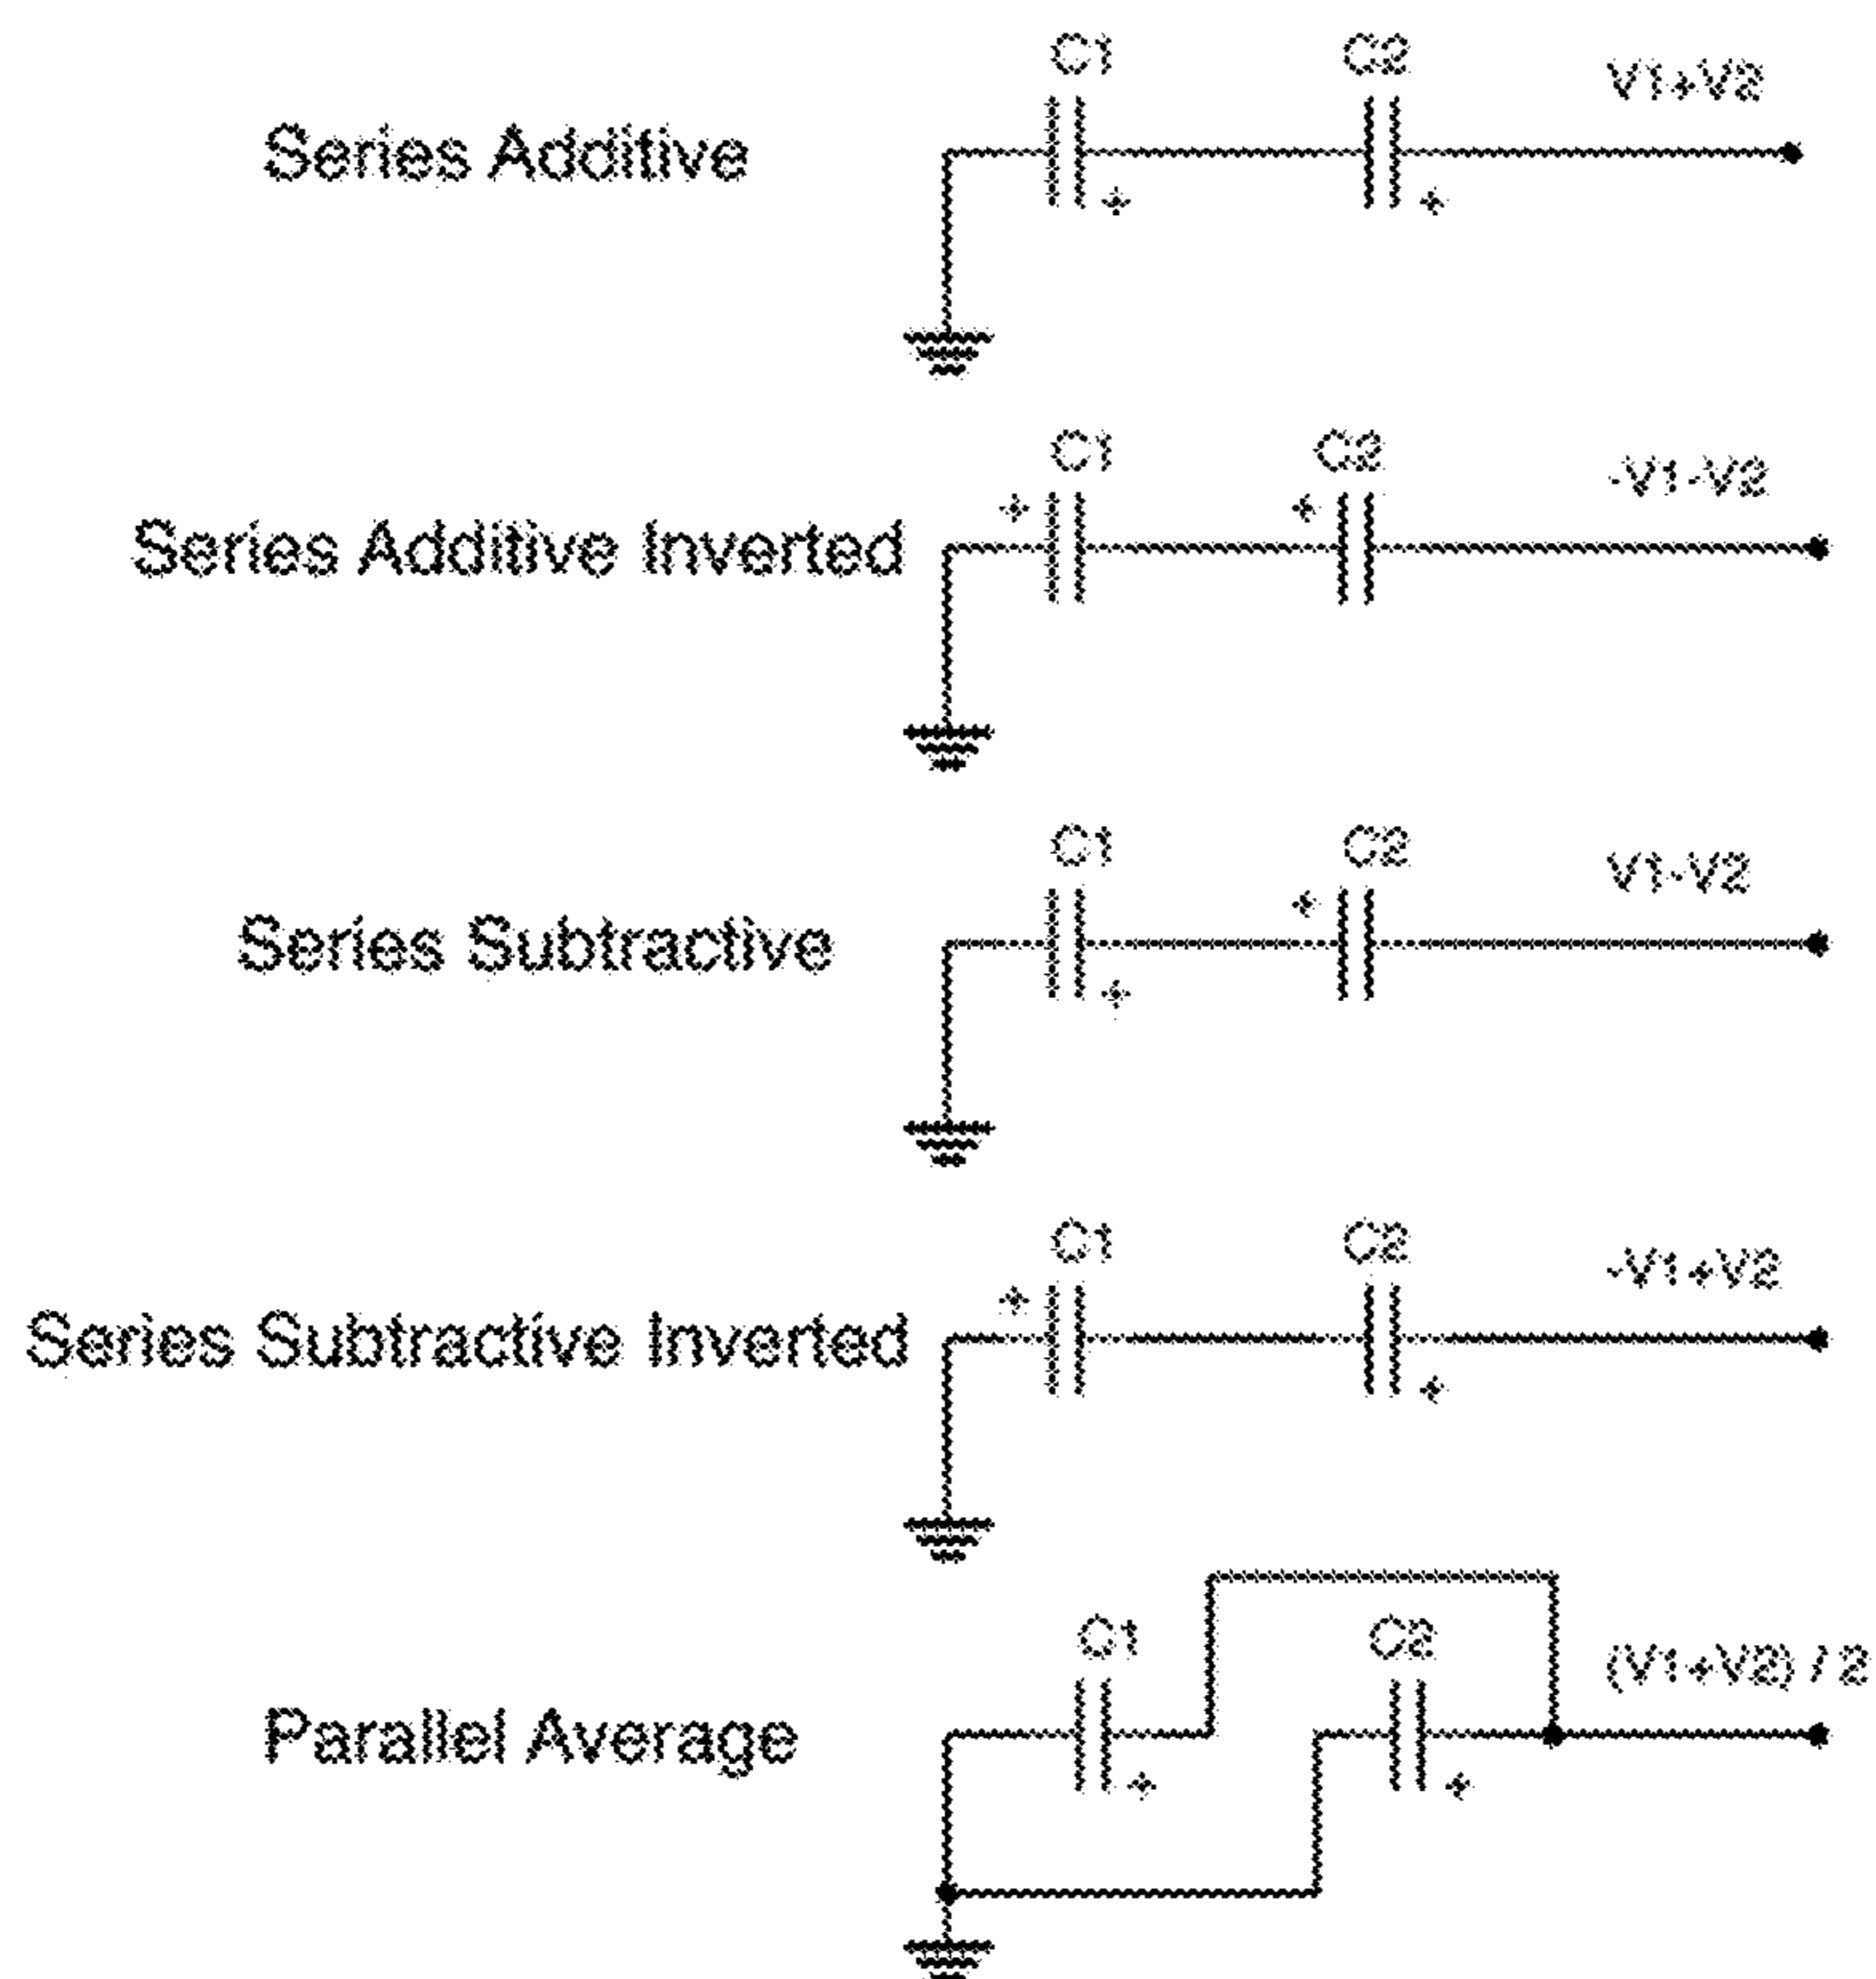 C1 C2 V1+V2
Series Additive
+ +
C1 C2 -V1-V2
+ +
Series Additive Inverted
C1 C2 V1-V2
+
Series Subtractive
+
C1 C2 -V1+V2
+
Series Subtractive Inverted
+
C1 C2 (V1+V2) / 2
Parallel Average
+ +